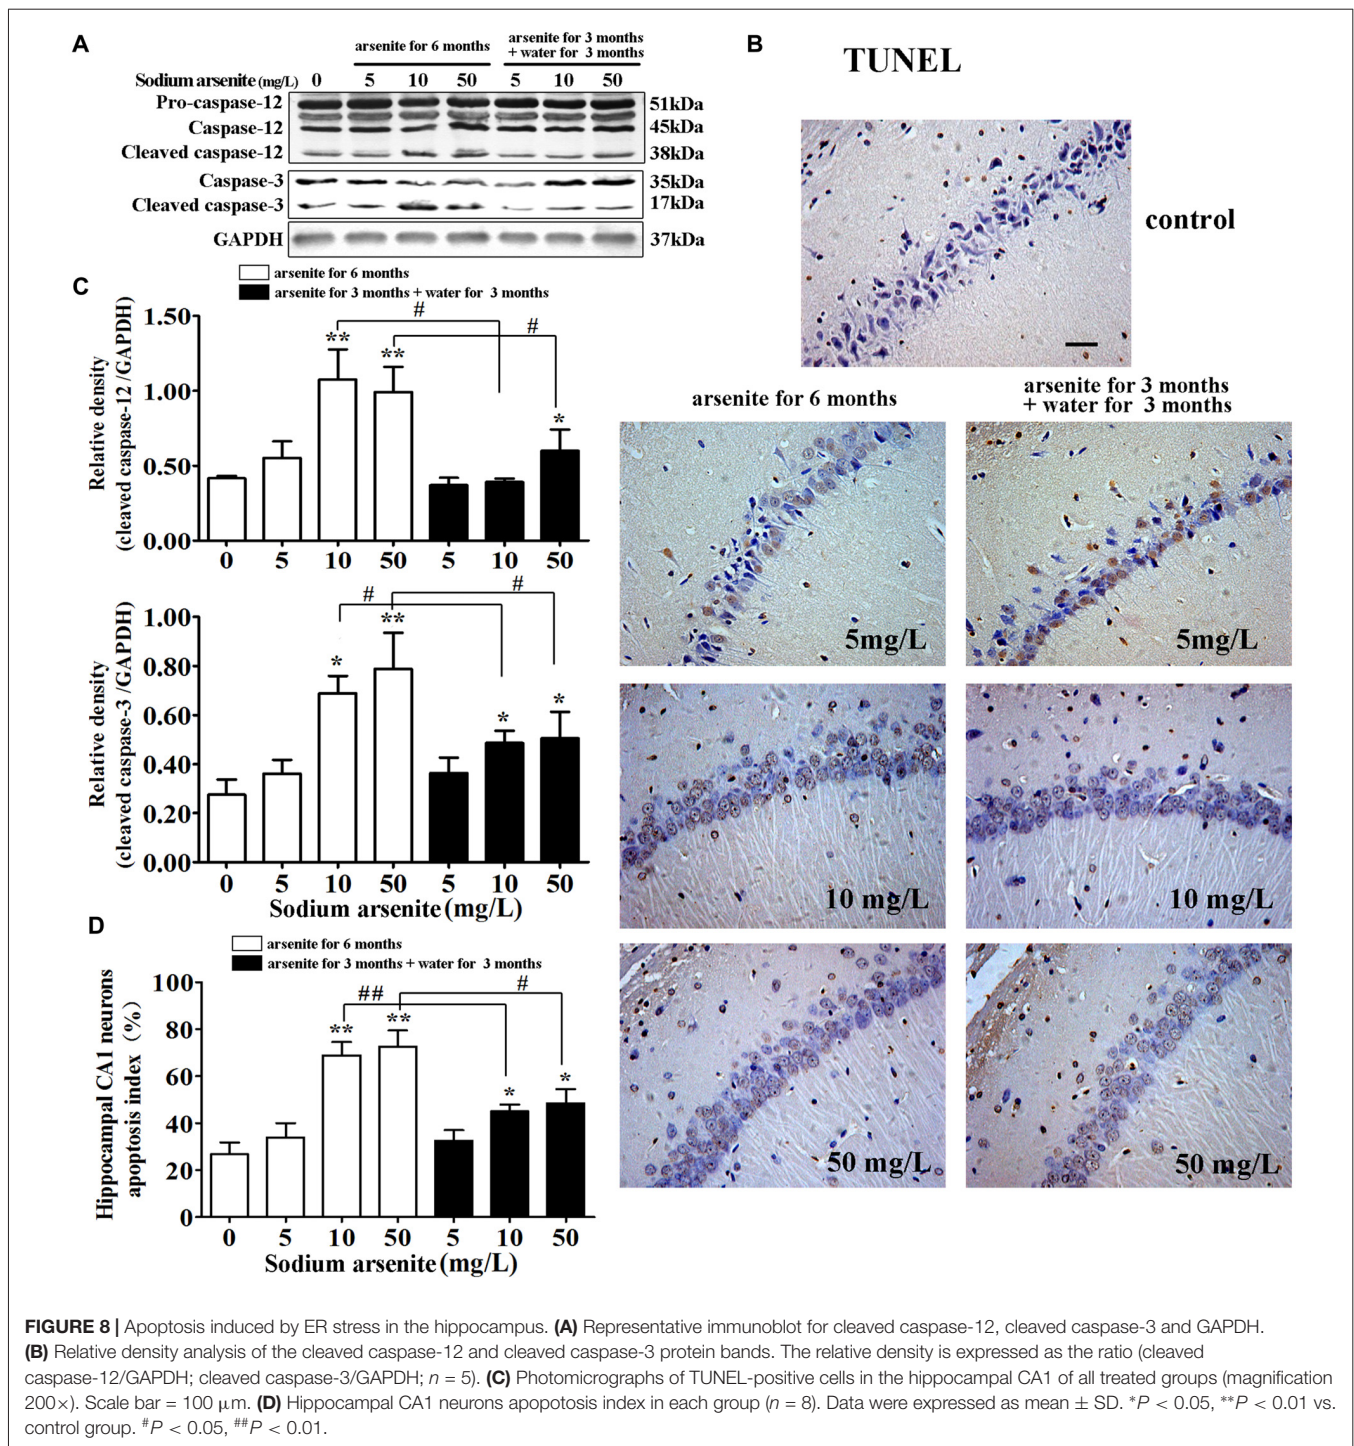 A
arsenite for 6 months
arsenite for 3 months
+ water for 3 months
Sodium arsenite (mg/L) 0 5 10 50 5 10 50
Pro-caspase-12 51kDa
Caspase-12 45kDa
Cleaved caspase-12 38kDa
Caspase-3 35kDa
Cleaved caspase-3 17kDa
GAPDH 37kDa
B
TUNEL
control
arsenite for 6 months
arsenite for 3 months
+ water for 3 months
5mg/L
5mg/L
10 mg/L
10 mg/L
50 mg/L
50 mg/L
C
arsenite for 6 months
arsenite for 3 months + water for 3 months
Relative density
(cleaved caspase-12 /GAPDH)
1.50
1.00
0.50
0.00
** ** *
# #
0 5 10 50 5 10 50
Relative density
(cleaved caspase-3 /GAPDH)
1.00
0.80
0.60
0.40
0.20
0.00
* ** * *
# #
0 5 10 50 5 10 50
Sodium arsenite (mg/L)
D
arsenite for 6 months
arsenite for 3 months + water for 3 months
Hippocampal CA1 neurons
apoptosis index (%)
100
80
60
40
20
0
** ** * *
## #
0 5 10 50 5 10 50
Sodium arsenite (mg/L)
FIGURE 8 | Apoptosis induced by ER stress in the hippocampus. (A) Representative immunoblot for cleaved caspase-12, cleaved caspase-3 and GAPDH.
(B) Relative density analysis of the cleaved caspase-12 and cleaved caspase-3 protein bands. The relative density is expressed as the ratio (cleaved
caspase-12/GAPDH; cleaved caspase-3/GAPDH; n = 5). (C) Photomicrographs of TUNEL-positive cells in the hippocampal CA1 of all treated groups (magnification
200×). Scale bar = 100 μm. (D) Hippocampal CA1 neurons apopotosis index in each group (n = 8). Data were expressed as mean ± SD. *P < 0.05, **P < 0.01 vs.
control group. #P < 0.05, ##P < 0.01.